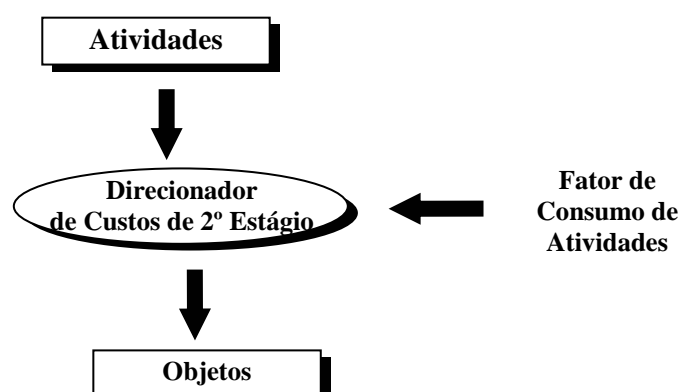 Atividades
Direcionador
de Custos de 2º Estágio
Fator de
Consumo de
Atividades
Objetos